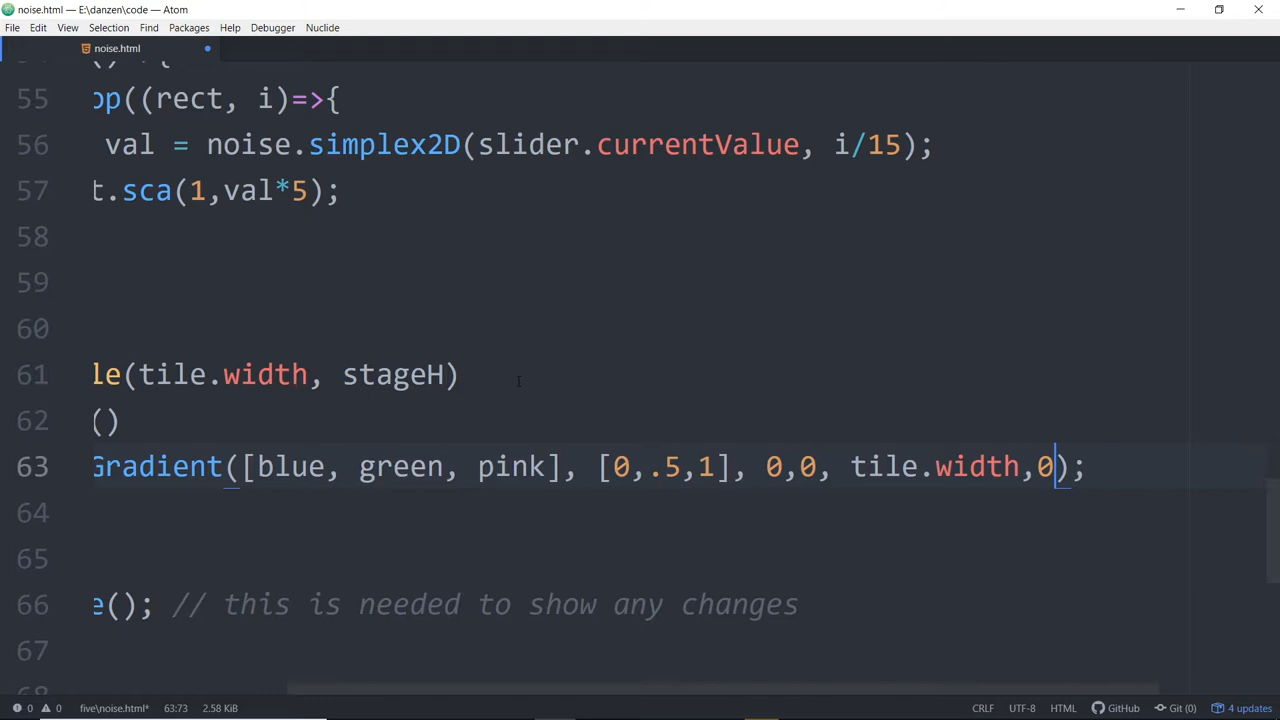 noise.html — E:\danzen\code — Atom
File Edit View Selection Find Packages Help Debugger Nuclide
noise.html
55 op((rect, i)=>{
56 val = noise.simplex2D(slider.currentValue, i/15);
57 t.sca(1,val*5);
58
59
60
61 le(tile.width, stageH)
62 ()
63 Gradient([blue, green, pink], [0,.5,1], 0,0, tile.width,0);
64
65
66 e(); // this is needed to show any changes
67
0 0 five\noise.html* 63:73 2.58 KiB CRLF UTF-8 HTML GitHub Git (0) 4 updates